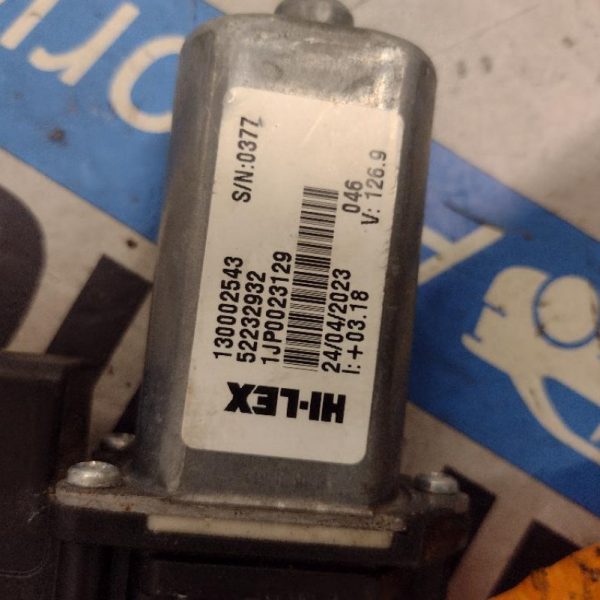 S/N:0377
130002543
52232932
1JP0023129
046
24/04/2023
V: 126.9
I:+03.18
HI-LEX